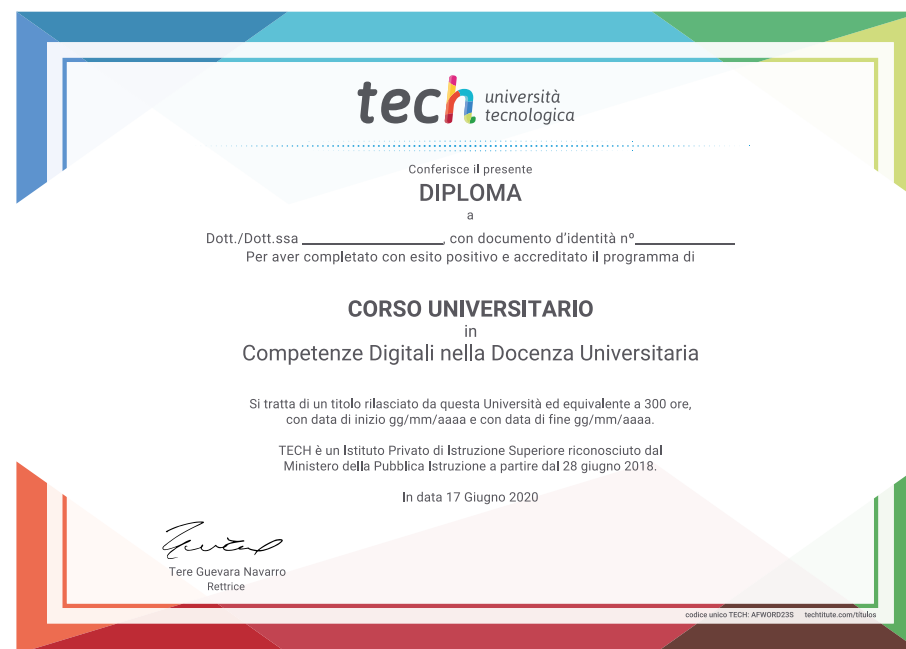 tech università
tecnologica
Conferisce il presente
DIPLOMA
a
Dott./Dott.ssa ____________________, con documento d'identità nº______________
Per aver completato con esito positivo e accreditato il programma di
CORSO UNIVERSITARIO
in
Competenze Digitali nella Docenza Universitaria
Si tratta di un titolo rilasciato da questa Università ed equivalente a 300 ore,
con data di inizio gg/mm/aaaa e con data di fine gg/mm/aaaa.
TECH è un Istituto Privato di Istruzione Superiore riconosciuto dal
Ministero della Pubblica Istruzione a partire dal 28 giugno 2018.
In data 17 Giugno 2020
Tere Guevara Navarro
Rettrice
codice unico TECH: AFWORD23S techtitute.com/titulos